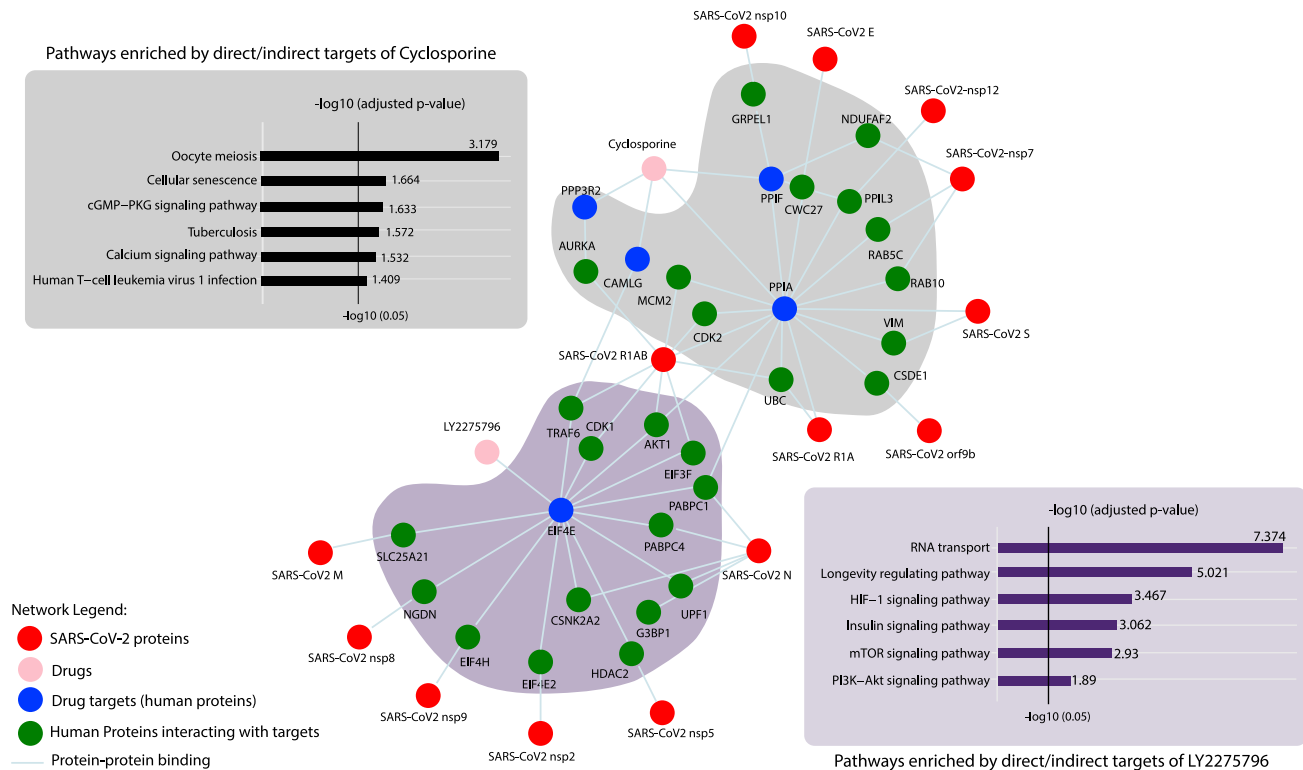 SARS-CoV2 nsp10
SARS-CoV2 E
Pathways enriched by direct/indirect targets of Cyclosporine
-log10 (adjusted p-value)
Oocyte meiosis 3.179
Cellular senescence 1.664
cGMP−PKG signaling pathway 1.633
Tuberculosis 1.572
Calcium signaling pathway 1.532
Human T−cell leukemia virus 1 infection 1.409
-log10 (0.05)
SARS-CoV2-nsp12
GRPEL1
NDUFAF2
Cyclosporine
SARS-CoV2-nsp7
PPP3R2
PPIF
CWC27
PPIL3
AURKA
RAB5C
CAMLG
MCM2
PPIA
RAB10
VIM
SARS-CoV2 S
CDK2
SARS-CoV2 R1AB
CSDE1
UBC
LY2275796
TRAF6
CDK1
AKT1
SARS-CoV2 R1A
SARS-CoV2 orf9b
EIF3F
PABPC1
EIF4E
PABPC4
SLC25A21
SARS-CoV2 M
SARS-CoV2 N
NGDN
CSNK2A2
G3BP1
UPF1
SARS-CoV2 nsp8
EIF4H
EIF4E2
HDAC2
SARS-CoV2 nsp9
SARS-CoV2 nsp2
SARS-CoV2 nsp5
Network Legend:
SARS-CoV-2 proteins
Drugs
Drug targets (human proteins)
Human Proteins interacting with targets
Protein-protein binding
-log10 (adjusted p-value)
RNA transport 7.374
Longevity regulating pathway 5.021
HIF−1 signaling pathway 3.467
Insulin signaling pathway 3.062
mTOR signaling pathway 2.93
PI3K−Akt signaling pathway 1.89
-log10 (0.05)
Pathways enriched by direct/indirect targets of LY2275796